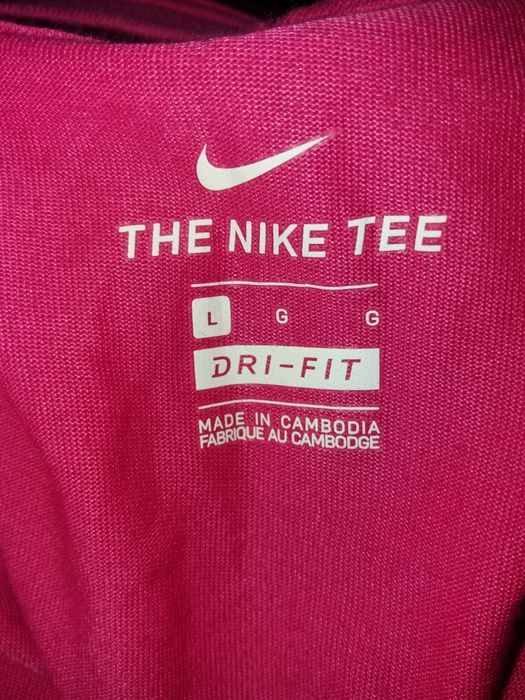 THE NIKE TEE
L G G
DRI-FIT
MADE IN CAMBODIA
FABRIQUE AU CAMBODGE